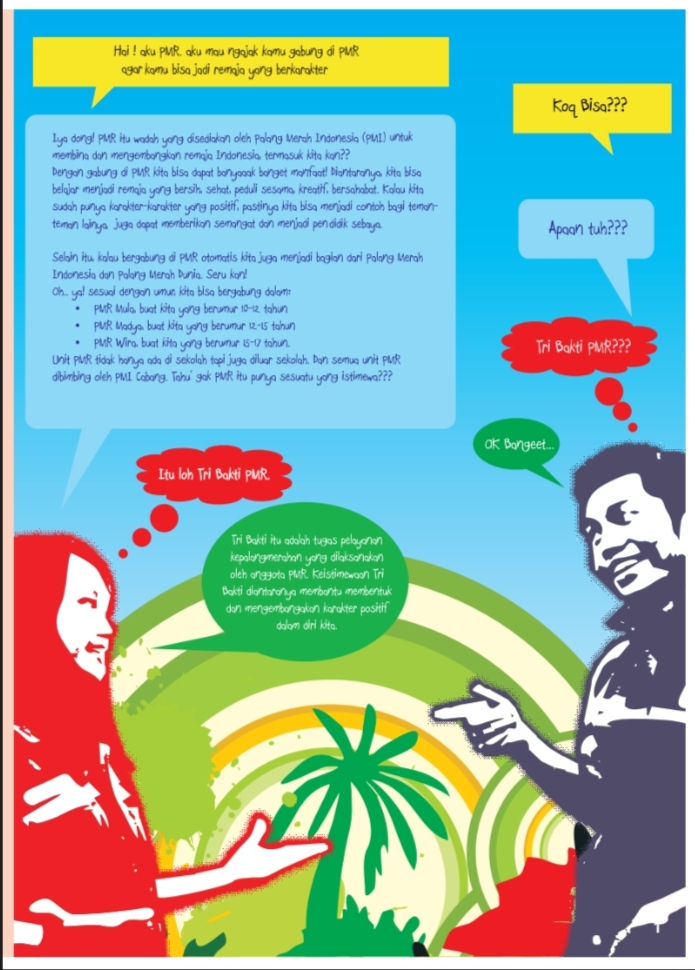 Hai ! aku PMR. aku mau ngajak kamu gabung di PMR
agar kamu bisa jadi remaja yang berkarakter
Koq Bisa???
Iya dong! PMR itu wadah yang disediakan oleh Palang Merah Indonesia (PMI) untuk
membina dan mengembangkan remaja Indonesia, termasuk kita kan??
Dengan gabung di PMR kita bisa dapat banyaaak banget manfaat! Diantaranya, kita bisa
belajar menjadi remaja yang bersih, sehat, peduli sesama, kreatif, bersahabat. Kalau kita
sudah punya karakter-karakter yang positif, pastinya kita bisa menjadi contoh bagi teman-
teman lainya, juga dapat memberikan semangat dan menjadi pendidik sebaya.
Selain itu, kalau bergabung di PMR otomatis kita juga menjadi bagian dari Palang Merah
Indonesia dan Palang Merah Dunia. Seru kan!
Oh... ya! sesuai dengan umur, kita bisa bergabung dalam:
• PMR Mula, buat kita yang berumur 10-12 tahun
• PMR Madya, buat kita yang berumur 12-15 tahun
• PMR Wira, buat kita yang berumur 15-17 tahun.
Unit PMR tidak hanya ada di sekolah tapi juga diluar sekolah. Dan semua unit PMR
dibimbing oleh PMI Cabang. Tahu' gak PMR itu punya sesuatu yang istimewa???
Apaan tuh???
Itu loh Tri Bakti PMR.
Tri Bakti PMR???
Tri Bakti itu adalah tugas pelayanan
kepalangmerahan yang dilaksanakan
oleh anggota PMR. Keistimewaan Tri
Bakti diantaranya membantu membentuk
dan mengembangakan karakter positif
dalam diri kita.
OK Bangeet...